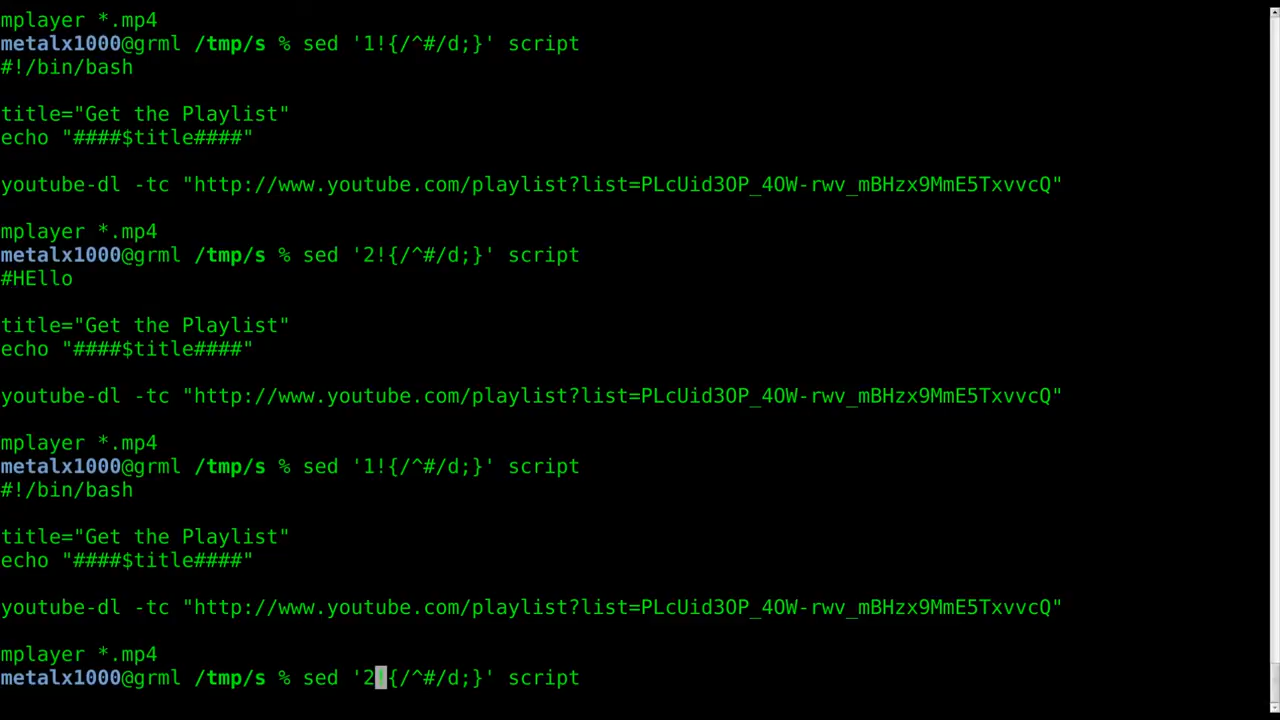 mplayer *.mp4
metalx1000@grml /tmp/s % sed '1!{/^#/d;}' script
#!/bin/bash
title="Get the Playlist"
echo "####$title####"
youtube-dl -tc "http://www.youtube.com/playlist?list=PLcUid3OP_4OW-rwv_mBHzx9MmE5TxvvcQ"
mplayer *.mp4
metalx1000@grml /tmp/s % sed '2!{/^#/d;}' script
#HEllo
title="Get the Playlist"
echo "####$title####"
youtube-dl -tc "http://www.youtube.com/playlist?list=PLcUid3OP_4OW-rwv_mBHzx9MmE5TxvvcQ"
mplayer *.mp4
metalx1000@grml /tmp/s % sed '1!{/^#/d;}' script
#!/bin/bash
title="Get the Playlist"
echo "####$title####"
youtube-dl -tc "http://www.youtube.com/playlist?list=PLcUid3OP_4OW-rwv_mBHzx9MmE5TxvvcQ"
mplayer *.mp4
metalx1000@grml /tmp/s % sed '2!{/^#/d;}' script